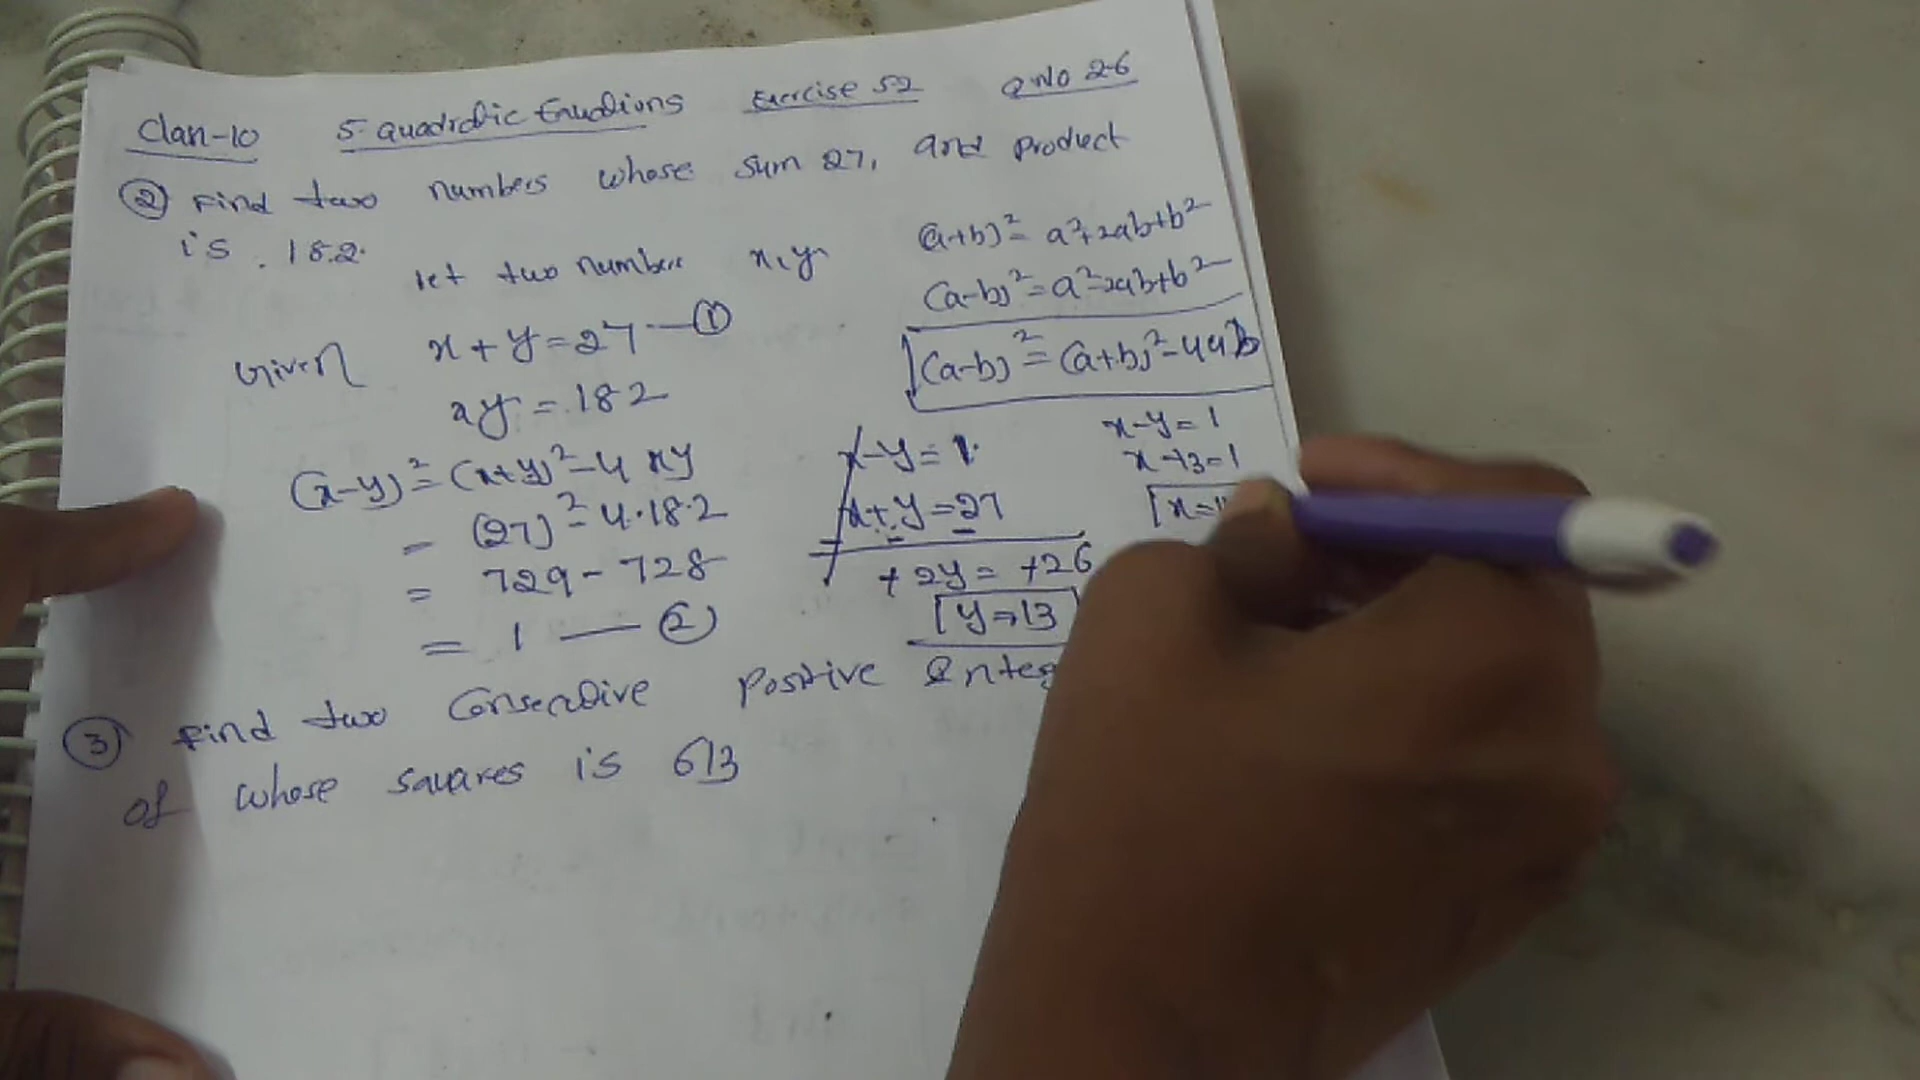 Class-10 5. Quadratic Equations Exercise 5.2 Q No 2-6
② Find two numbers whose sum 27, and product
is 182.
let two numbers x, y
Given x + y = 27 — ①
xy = 182
(x-y)² = (x+y)² - 4 xy
= (27)² - 4·182
= 729 - 728
= 1 — ②
(a+b)² = a²+2ab+b²
(a-b)² = a²-2ab+b²
(a-b)² = (a+b)² - 4ab
x-y = 1
x+y = 27
+2y = +26
y=13
x-y = 1
x-13=1
③ Find two Consecutive Positive
of whose squares is 613